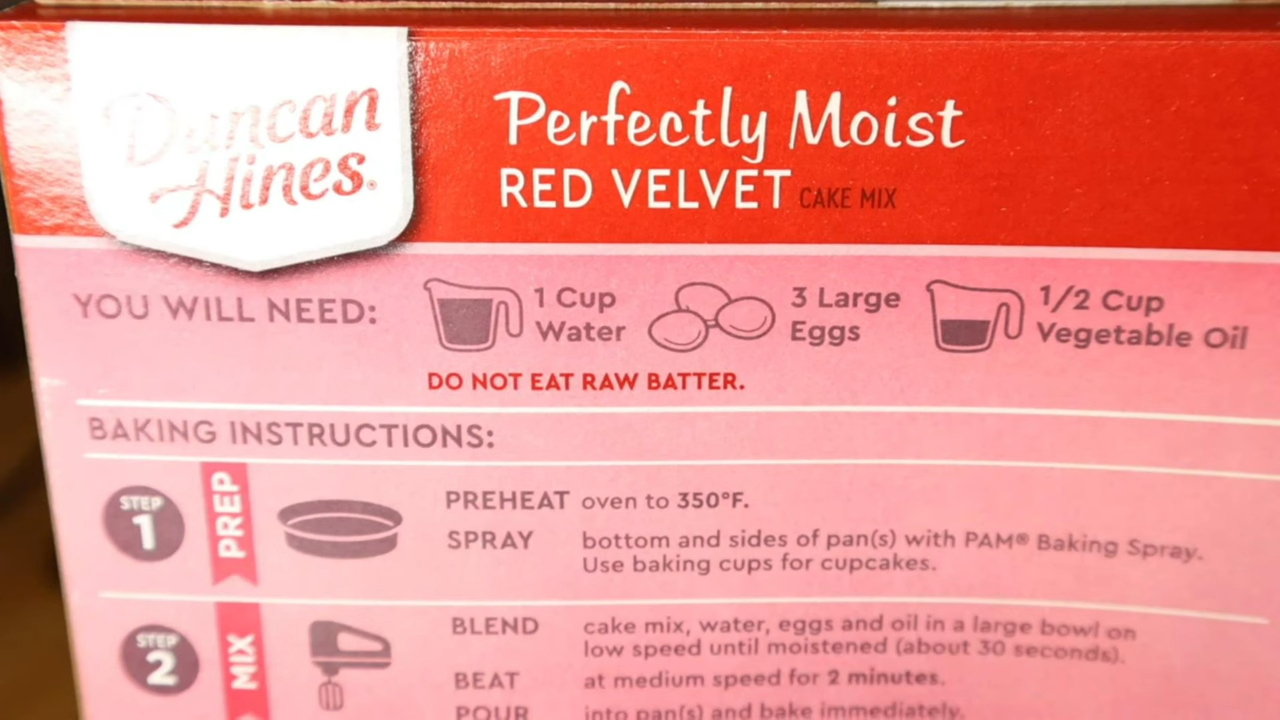 Duncan
Hines.
Perfectly Moist
RED VELVET CAKE MIX
YOU WILL NEED:
1 Cup
Water
3 Large
Eggs
1/2 Cup
Vegetable Oil
DO NOT EAT RAW BATTER.
BAKING INSTRUCTIONS:
STEP
1
PREP
PREHEAT oven to 350°F.
SPRAY bottom and sides of pan(s) with PAM® Baking Spray.
Use baking cups for cupcakes.
STEP
2
MIX
BLEND cake mix, water, eggs and oil in a large bowl on
low speed until moistened (about 30 seconds).
BEAT at medium speed for 2 minutes.
POUR into pan(s) and bake immediately.